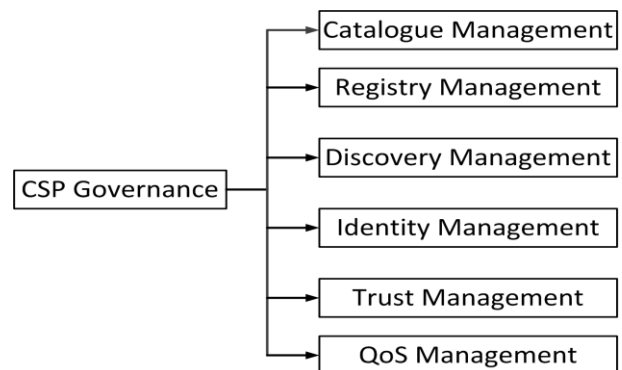 Catalogue Management
Registry Management
Discovery Management
CSP Governance
Identity Management
Trust Management
QoS Management